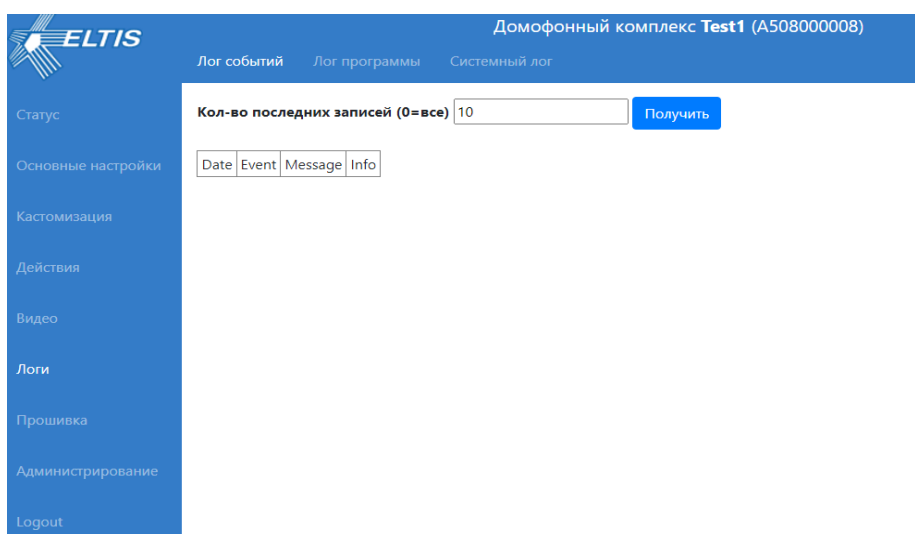 ELTIS
Домофонный комплекс Test1 (A508000008)
Лог событий Лог программы Системный лог
Статус
Основные настройки
Кастомизация
Действия
Видео
Логи
Прошивка
Администрирование
Logout
Кол-во последних записей (0=все) 10 Получить
Date Event Message Info